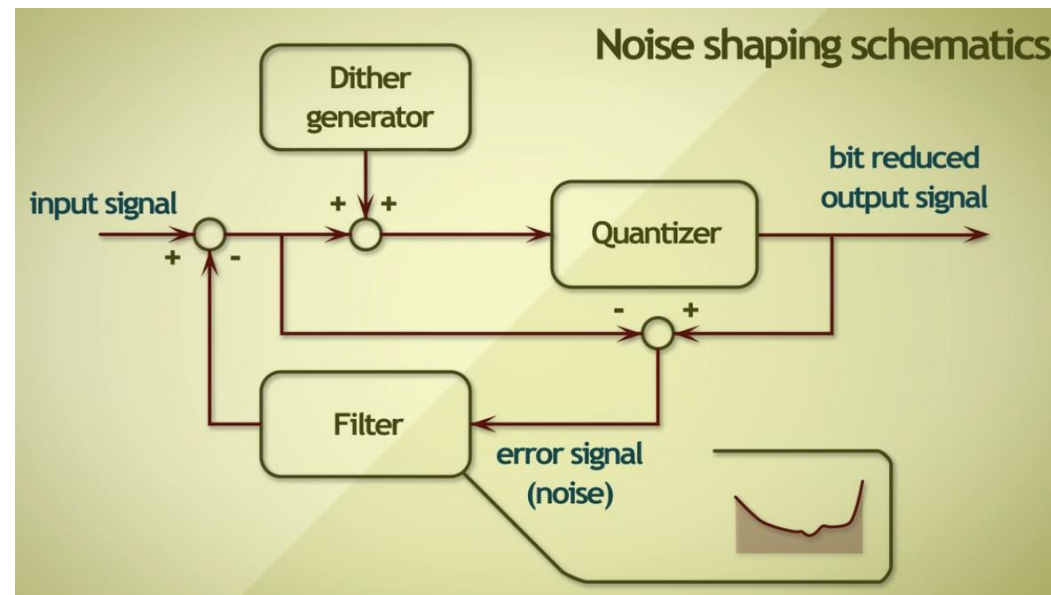 Noise shaping schematics
Dither
generator
bit reduced
output signal
input signal
+ +
Quantizer
+ -
- +
Filter
error signal
(noise)